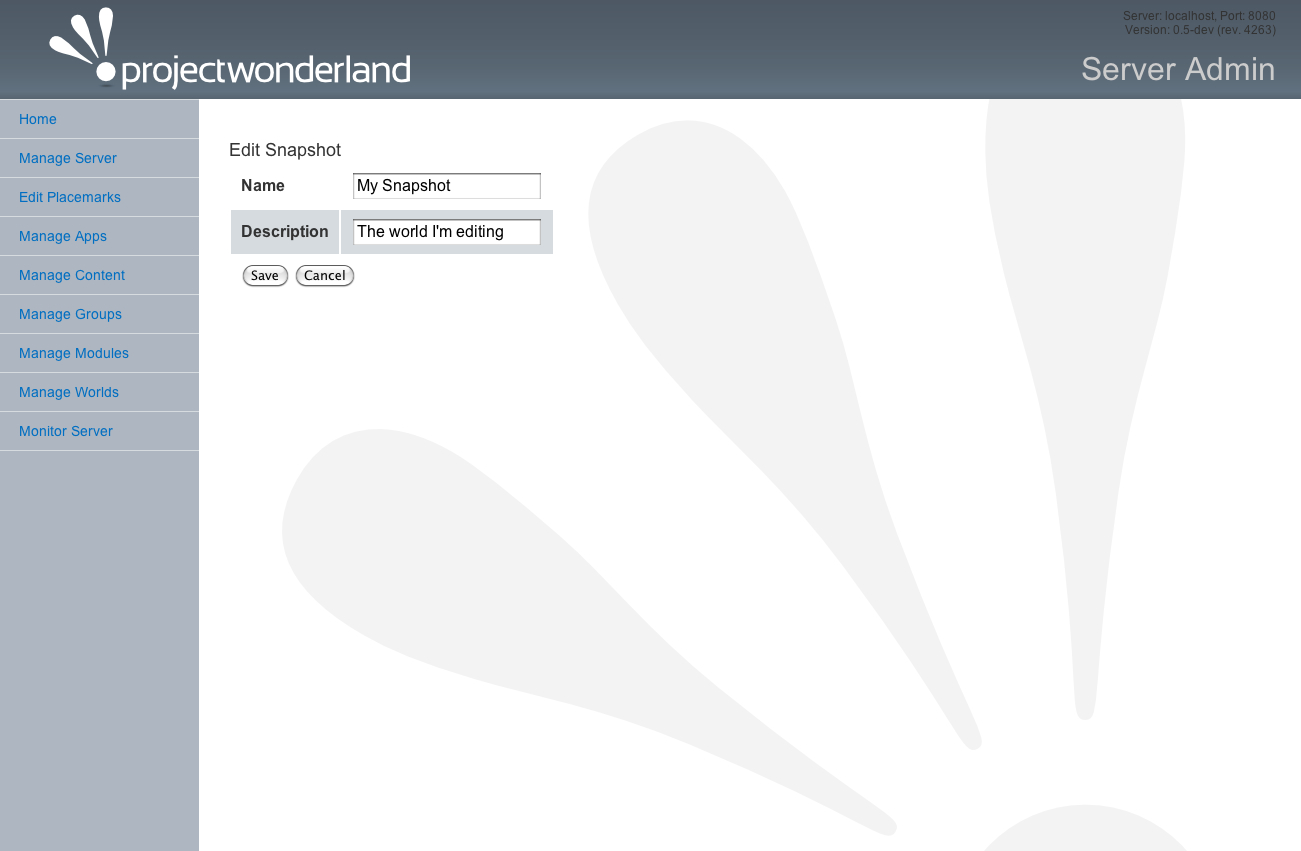 projectwonderland
Server: localhost, Port: 8080
Version: 0.5-dev (rev. 4263)
Server Admin
Home
Manage Server
Edit Placemarks
Manage Apps
Manage Content
Manage Groups
Manage Modules
Manage Worlds
Monitor Server
Edit Snapshot
Name My Snapshot
Description The world I'm editing
Save Cancel